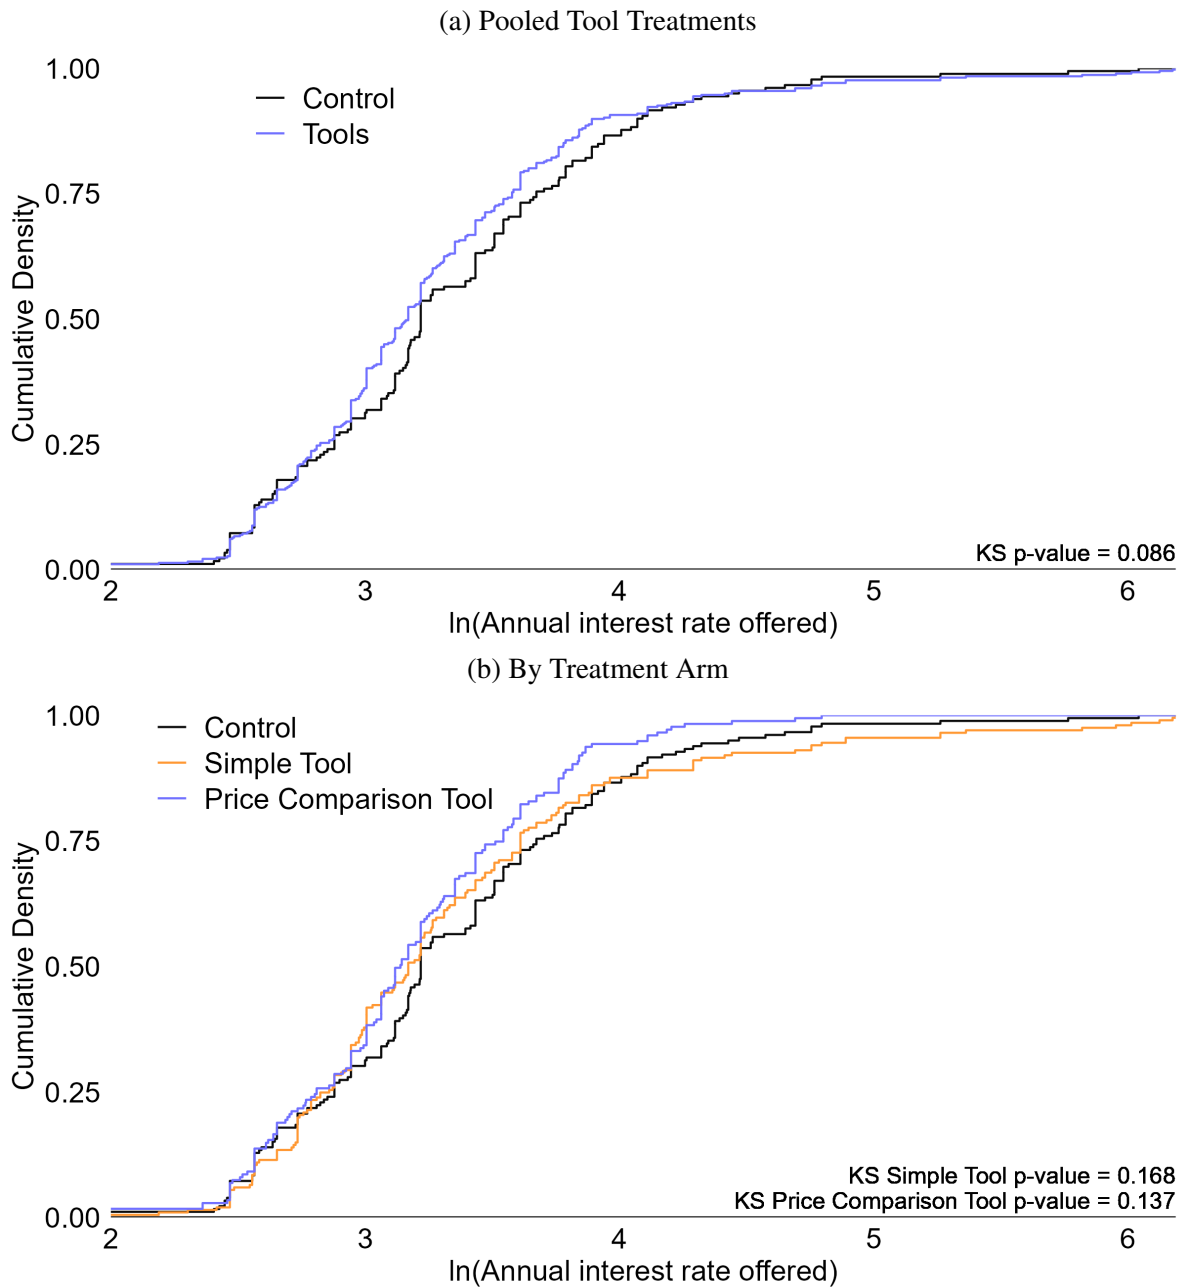 (a) Pooled Tool Treatments
1.00
Control
Tools
0.75
0.50
0.25
0.00
Cumulative Density
KS p-value = 0.086
2 3 4 5 6
ln(Annual interest rate offered)
(b) By Treatment Arm
1.00
Control
Simple Tool
Price Comparison Tool
0.75
0.50
0.25
0.00
Cumulative Density
KS Simple Tool p-value = 0.168
KS Price Comparison Tool p-value = 0.137
2 3 4 5 6
ln(Annual interest rate offered)